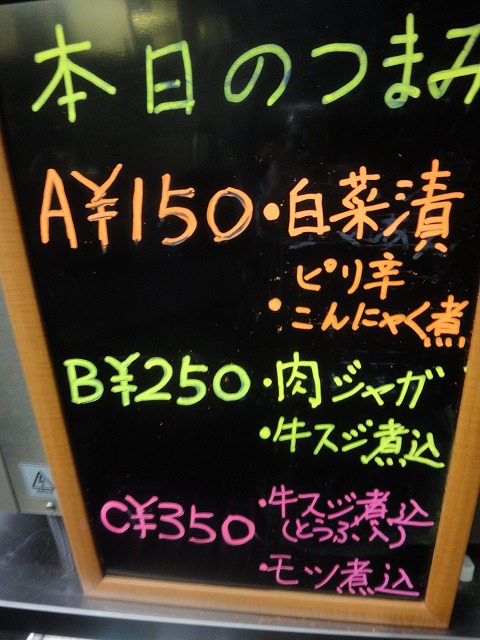 本日のつまみ
A¥150・白菜漬
ピリ辛
・こんにゃく煮
B¥250・肉ジャガ
・牛スジ煮込
C¥350・牛スジ煮込
(とうふ入)
・モツ煮込